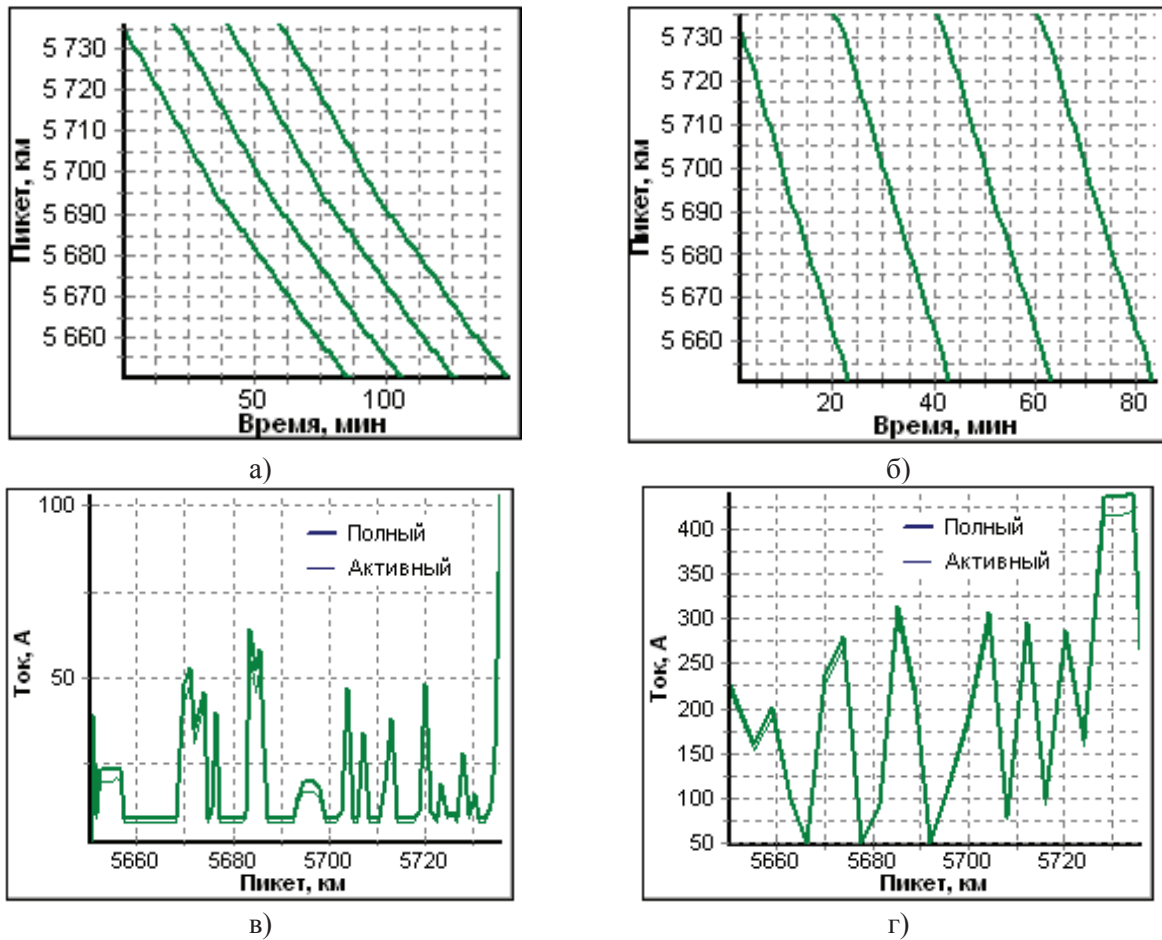 5 730
5 720
5 710
5 700
5 690
5 680
5 670
5 660
Пикет, км
50 100
Время, мин
а)
5 730
5 720
5 710
5 700
5 690
5 680
5 670
5 660
Пикет, км
20 40 60 80
Время, мин
б)
100
50
Ток, А
Полный
Активный
5660 5680 5700 5720
Пикет, км
в)
400
350
300
250
200
150
100
50
Ток, А
Полный
Активный
5660 5680 5700 5720
Пикет, км
г)